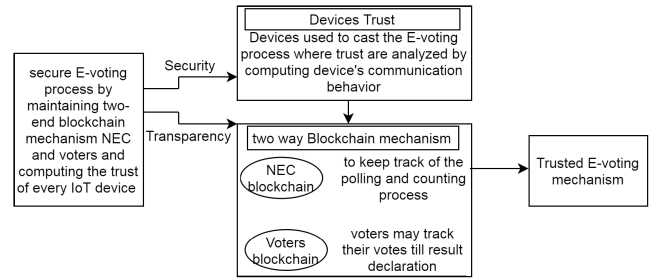 secure E-voting
process by
maintaining two-
end blockchain
mechanism NEC
and voters and
computing the trust
of every IoT device
Security
Transparency
Devices Trust
Devices used to cast the E-voting
process where trust are analyzed by
computing device's communication
behavior
two way Blockchain mechanism
NEC
blockchain
to keep track of the
polling and counting
process
Voters
blockchain
voters may track
their votes till result
declaration
Trusted E-voting
mechanism